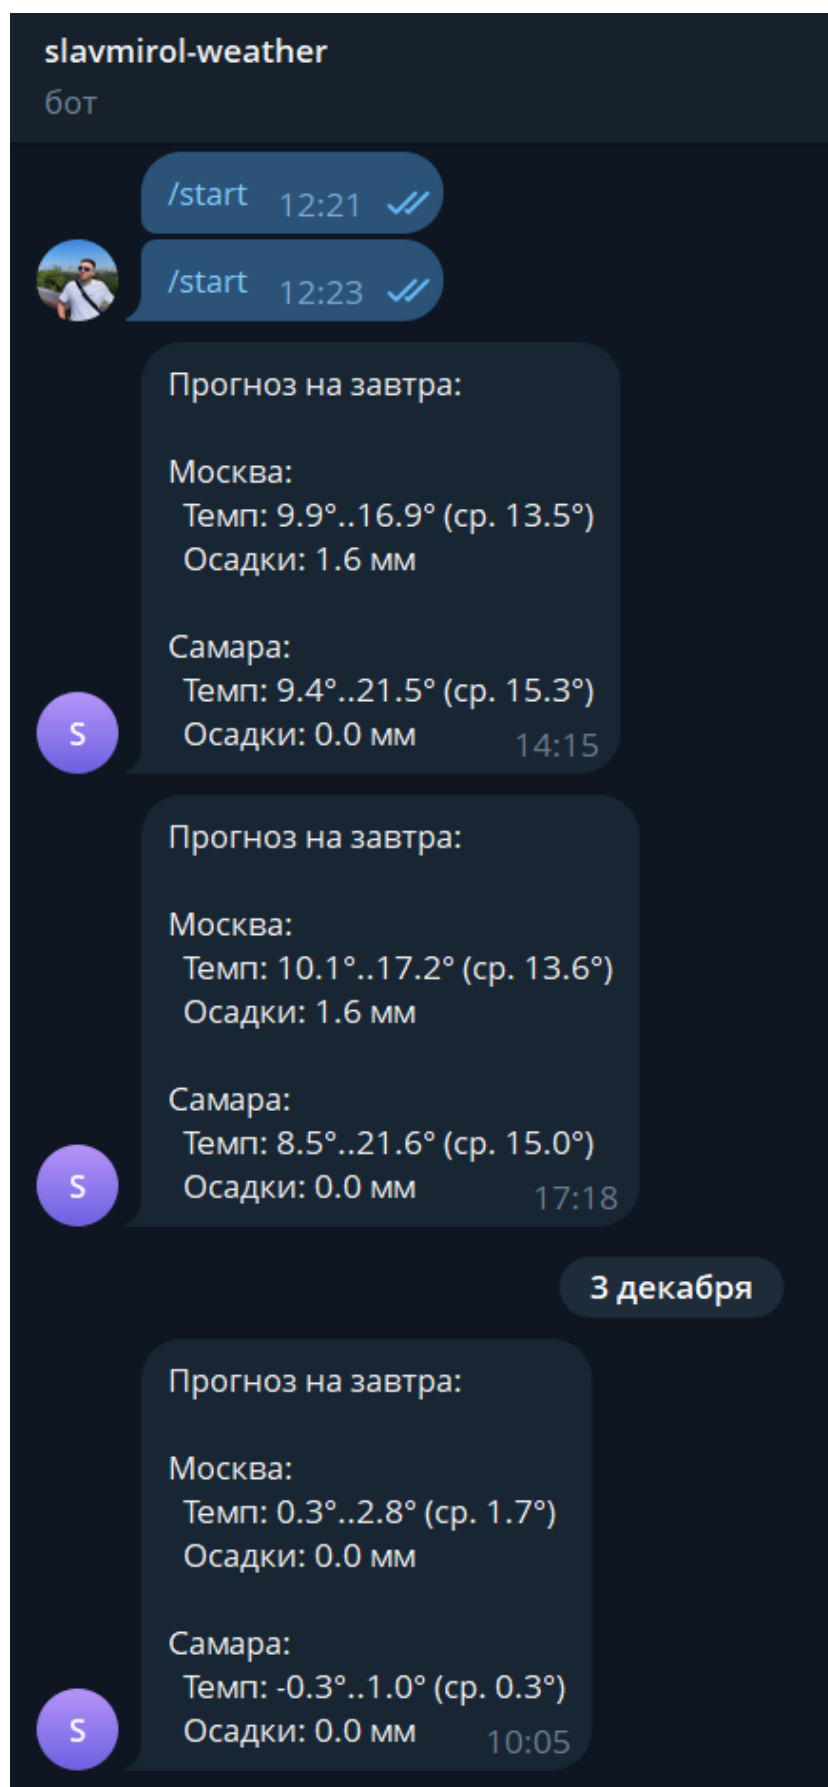 slavmirol-weather
бот
/start 12:21
/start 12:23
Прогноз на завтра:
Москва:
Темп: 9.9°..16.9° (ср. 13.5°)
Осадки: 1.6 мм
Самара:
Темп: 9.4°..21.5° (ср. 15.3°)
S
Осадки: 0.0 мм 14:15
Прогноз на завтра:
Москва:
Темп: 10.1°..17.2° (ср. 13.6°)
Осадки: 1.6 мм
Самара:
Темп: 8.5°..21.6° (ср. 15.0°)
S
Осадки: 0.0 мм 17:18
3 декабря
Прогноз на завтра:
Москва:
Темп: 0.3°..2.8° (ср. 1.7°)
Осадки: 0.0 мм
Самара:
Темп: -0.3°..1.0° (ср. 0.3°)
S
Осадки: 0.0 мм 10:05